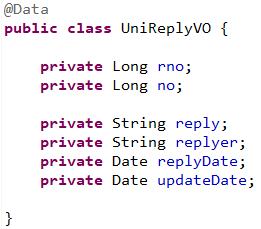 @Data
public class UniReplyVO {
private Long rno;
private Long no;
private String reply;
private String replyer;
private Date replyDate;
private Date updateDate;
}